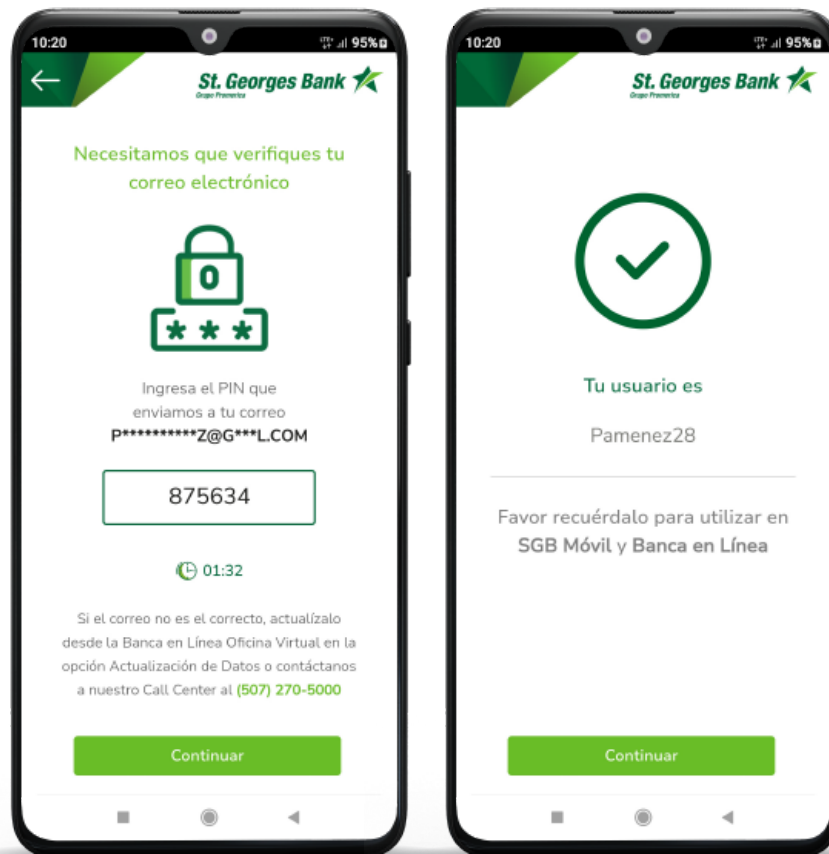 10:20
95%
St. Georges Bank
Grupo Promerica
Necesitamos que verifiques tu
correo electrónico
0
* * *
Ingresa el PIN que
enviamos a tu correo
P**********Z@G***L.COM
875634
01:32
Si el correo no es el correcto, actualízalo
desde la Banca en Línea Oficina Virtual en la
opción Actualización de Datos o contáctanos
a nuestro Call Center al (507) 270-5000
Continuar
10:20
95%
St. Georges Bank
Grupo Promerica
Tu usuario es
Pamenez28
Favor recuérdalo para utilizar en
SGB Móvil y Banca en Línea
Continuar